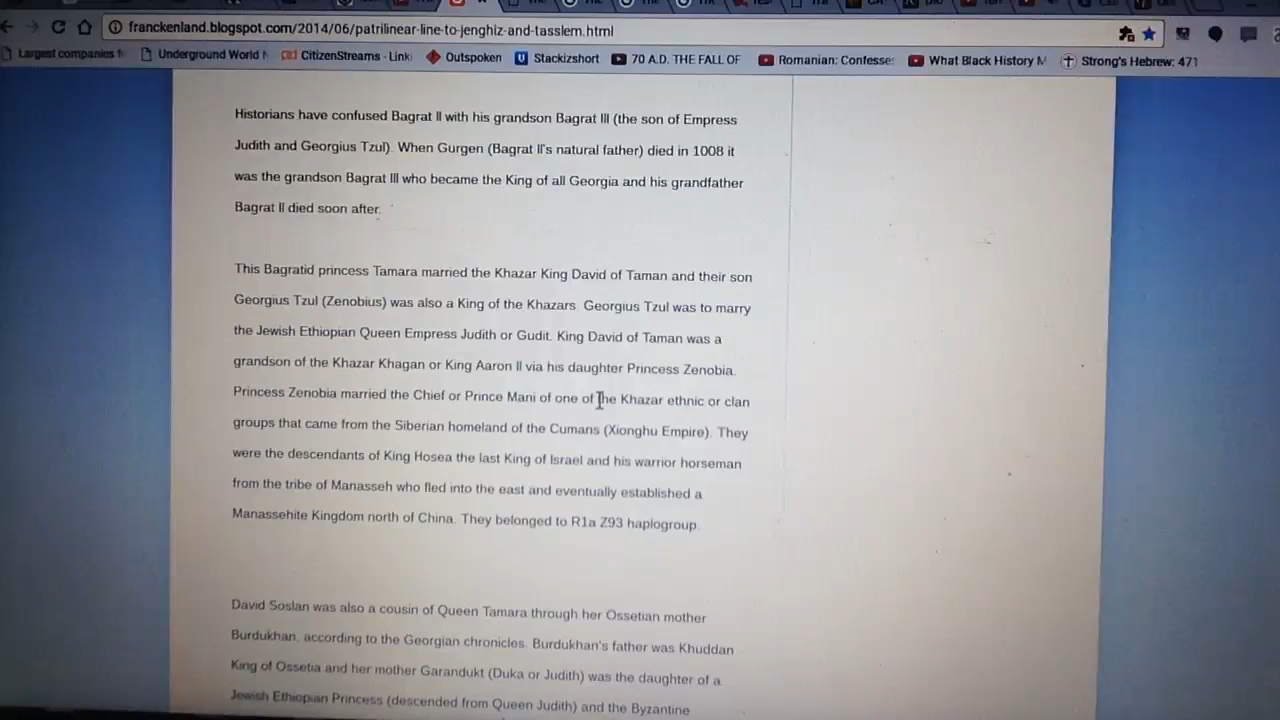 franckenland.blogspot.com/2014/06/patrilinear-line-to-jenghiz-and-tasslem.html
Largest companies Underground World CitizenStreams - Link Outspoken Stackizshort 70 A.D. THE FALL OF Romanian: Confesse What Black History M Strong's Hebrew: 471
Historians have confused Bagrat II with his grandson Bagrat III (the son of Empress
Judith and Georgius Tzul). When Gurgen (Bagrat II's natural father) died in 1008 it
was the grandson Bagrat III who became the King of all Georgia and his grandfather
Bagrat II died soon after.
This Bagratid princess Tamara married the Khazar King David of Taman and their son
Georgius Tzul (Zenobius) was also a King of the Khazars. Georgius Tzul was to marry
the Jewish Ethiopian Queen Empress Judith or Gudit. King David of Taman was a
grandson of the Khazar Khagan or King Aaron II via his daughter Princess Zenobia.
Princess Zenobia married the Chief or Prince Mani of one of the Khazar ethnic or clan
groups that came from the Siberian homeland of the Cumans (Xionghu Empire). They
were the descendants of King Hosea the last King of Israel and his warrior horseman
from the tribe of Manasseh who fled into the east and eventually established a
Manassehite Kingdom north of China. They belonged to R1a Z93 haplogroup.
David Soslan was also a cousin of Queen Tamara through her Ossetian mother
Burdukhan, according to the Georgian chronicles. Burdukhan's father was Khuddan
King of Ossetia and her mother Garandukt (Duka or Judith) was the daughter of a
Jewish Ethiopian Princess (descended from Queen Judith) and the Byzantine